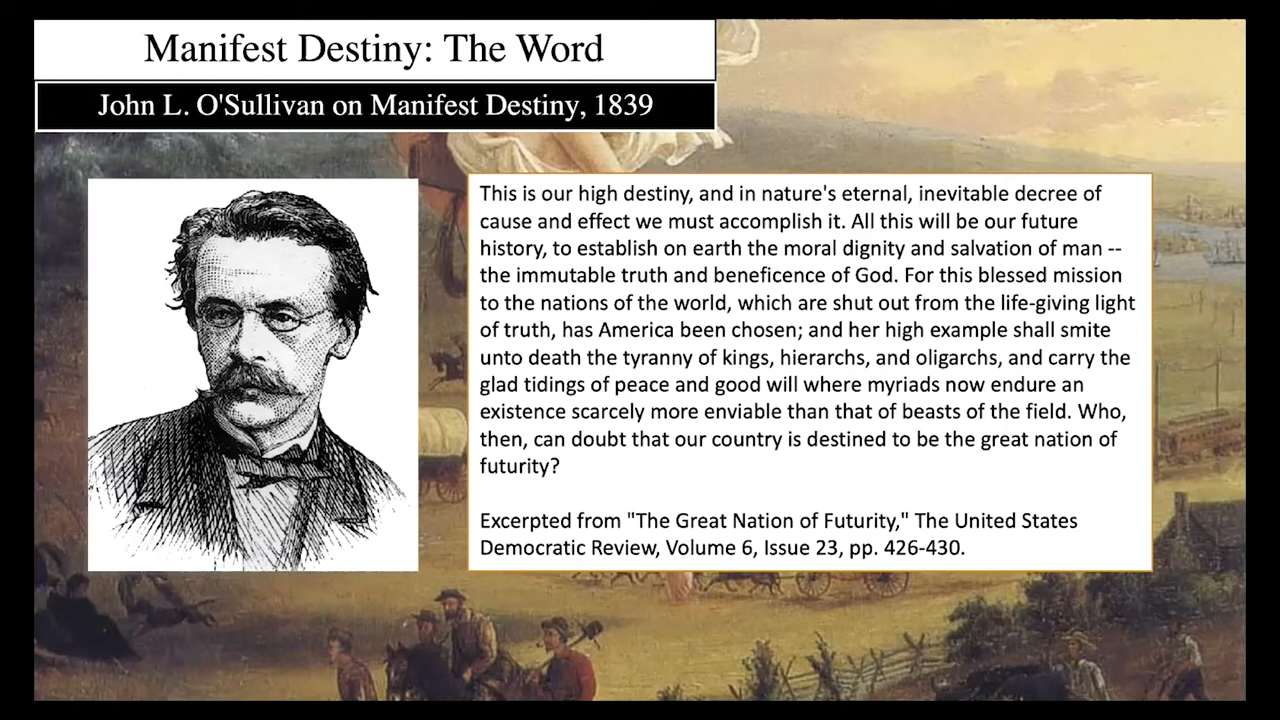 Manifest Destiny: The Word
John L. O'Sullivan on Manifest Destiny, 1839
This is our high destiny, and in nature's eternal, inevitable decree of
cause and effect we must accomplish it. All this will be our future
history, to establish on earth the moral dignity and salvation of man --
the immutable truth and beneficence of God. For this blessed mission
to the nations of the world, which are shut out from the life-giving light
of truth, has America been chosen; and her high example shall smite
unto death the tyranny of kings, hierarchs, and oligarchs, and carry the
glad tidings of peace and good will where myriads now endure an
existence scarcely more enviable than that of beasts of the field. Who,
then, can doubt that our country is destined to be the great nation of
futurity?
Excerpted from "The Great Nation of Futurity," The United States
Democratic Review, Volume 6, Issue 23, pp. 426-430.